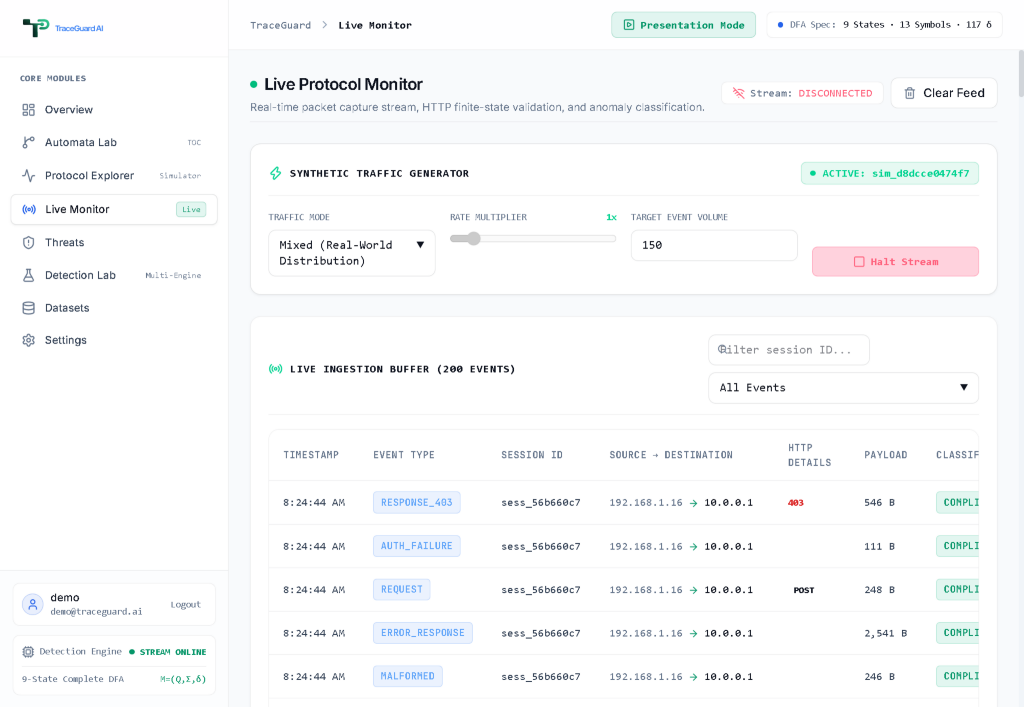 TraceGuard AI
CORE MODULES
Overview
Automata Lab TOC
Protocol Explorer Simulator
Live Monitor Live
Threats
Detection Lab Multi-Engine
Datasets
Settings
demo
demo@traceguard.ai
Logout
Detection Engine STREAM ONLINE
9-State Complete DFA M=(Q,Σ,δ)
TraceGuard > Live Monitor
Presentation Mode
DFA Spec: 9 States · 13 Symbols · 117 δ
Live Protocol Monitor
Real-time packet capture stream, HTTP finite-state validation, and anomaly classification.
Stream: DISCONNECTED
Clear Feed
SYNTHETIC TRAFFIC GENERATOR
ACTIVE: sim_d8dcce0474f7
TRAFFIC MODE
Mixed (Real-World
Distribution)
RATE MULTIPLIER 1x
TARGET EVENT VOLUME
150
Halt Stream
LIVE INGESTION BUFFER (200 EVENTS)
Filter session ID...
All Events
TIMESTAMP EVENT TYPE SESSION ID SOURCE → DESTINATION HTTP DETAILS PAYLOAD CLASSIF
8:24:44 AM RESPONSE_403 sess_56b660c7 192.168.1.16 → 10.0.0.1 403 546 B COMPLI
8:24:44 AM AUTH_FAILURE sess_56b660c7 192.168.1.16 → 10.0.0.1 111 B COMPLI
8:24:44 AM REQUEST sess_56b660c7 192.168.1.16 → 10.0.0.1 POST 248 B COMPLI
8:24:44 AM ERROR_RESPONSE sess_56b660c7 192.168.1.16 → 10.0.0.1 2,541 B COMPLI
8:24:44 AM MALFORMED sess_56b660c7 192.168.1.16 → 10.0.0.1 246 B COMPLI